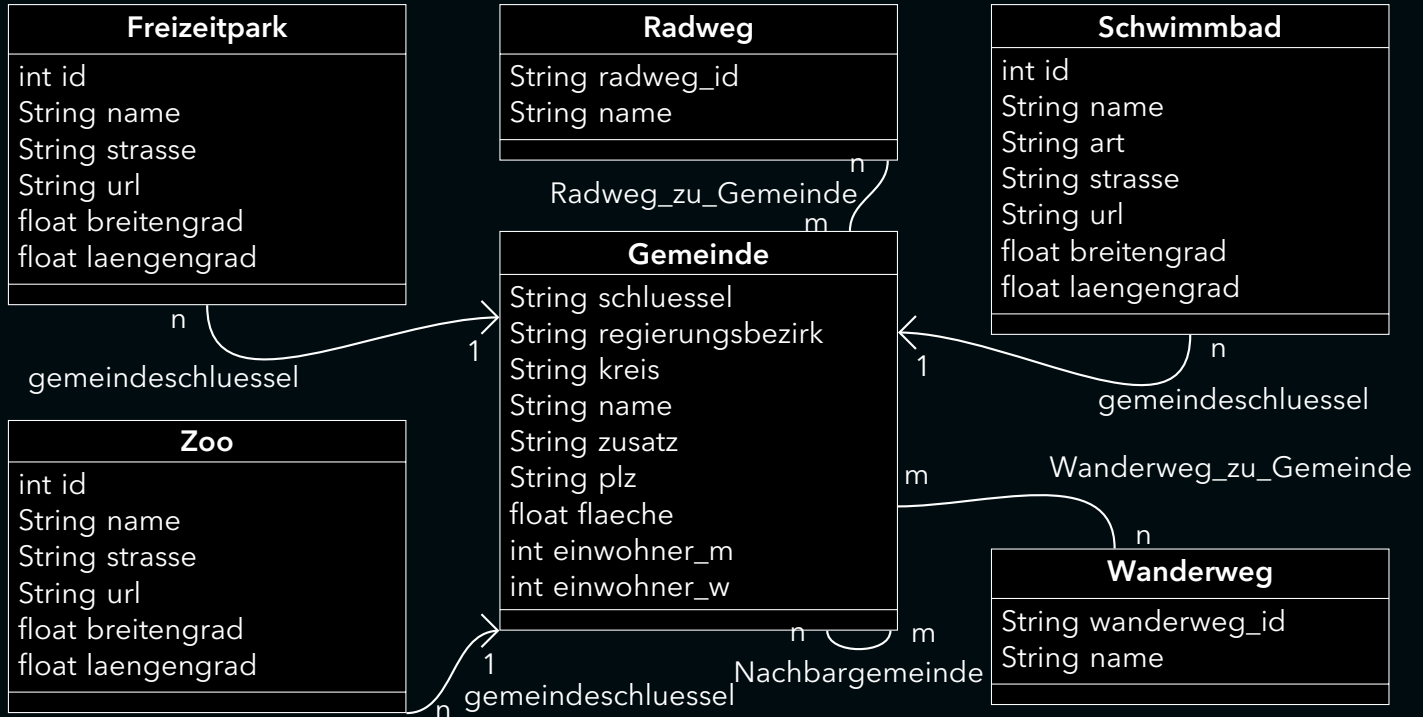 Freizeitpark
int id
String name
String strasse
String url
float breitengrad
float laengengrad
n
1
gemeindeschluessel
Radweg
String radweg_id
String name
n
Radweg_zu_Gemeinde
m
Schwimmbad
int id
String name
String art
String strasse
String url
float breitengrad
float laengengrad
n
1
gemeindeschluessel
Gemeinde
String schluessel
String regierungsbezirk
String kreis
String name
String zusatz
String plz
float flaeche
int einwohner_m
int einwohner_w
n m
Nachbargemeinde
Zoo
int id
String name
String strasse
String url
float breitengrad
float laengengrad
n
1
gemeindeschluessel
Wanderweg_zu_Gemeinde
m
n
Wanderweg
String wanderweg_id
String name